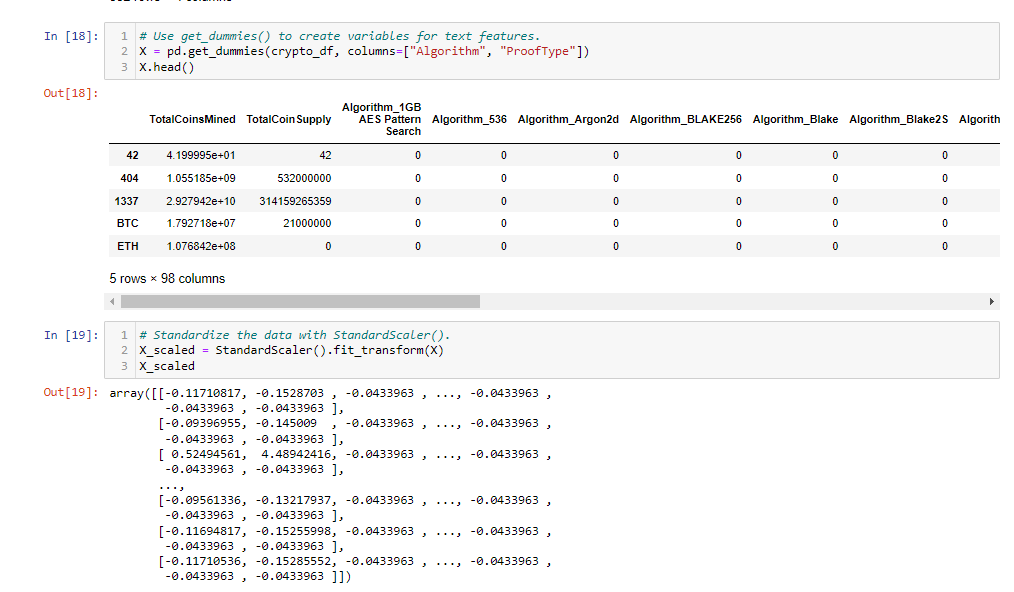 In [18]:
1 # Use get_dummies() to create variables for text features.
2 X = pd.get_dummies(crypto_df, columns=["Algorithm", "ProofType"])
3 X.head()
Out[18]:
TotalCoinsMined TotalCoinSupply Algorithm_1GB AES Pattern Search Algorithm_536 Algorithm_Argon2d Algorithm_BLAKE256 Algorithm_Blake Algorithm_Blake2S Algorith
42 4.199995e+01 42 0 0 0 0 0 0
404 1.055185e+09 532000000 0 0 0 0 0 0
1337 2.927942e+10 314159265359 0 0 0 0 0 0
BTC 1.792718e+07 21000000 0 0 0 0 0 0
ETH 1.076842e+08 0 0 0 0 0 0 0
5 rows × 98 columns
In [19]:
1 # Standardize the data with StandardScaler().
2 X_scaled = StandardScaler().fit_transform(X)
3 X_scaled
Out[19]: array([[-0.11710817, -0.1528703 , -0.0433963 , ..., -0.0433963 ,
-0.0433963 , -0.0433963 ],
[-0.09396955, -0.145009 , -0.0433963 , ..., -0.0433963 ,
-0.0433963 , -0.0433963 ],
[ 0.52494561, 4.48942416, -0.0433963 , ..., -0.0433963 ,
-0.0433963 , -0.0433963 ],
...,
[-0.09561336, -0.13217937, -0.0433963 , ..., -0.0433963 ,
-0.0433963 , -0.0433963 ],
[-0.11694817, -0.15255998, -0.0433963 , ..., -0.0433963 ,
-0.0433963 , -0.0433963 ],
[-0.11710536, -0.15285552, -0.0433963 , ..., -0.0433963 ,
-0.0433963 , -0.0433963 ]])